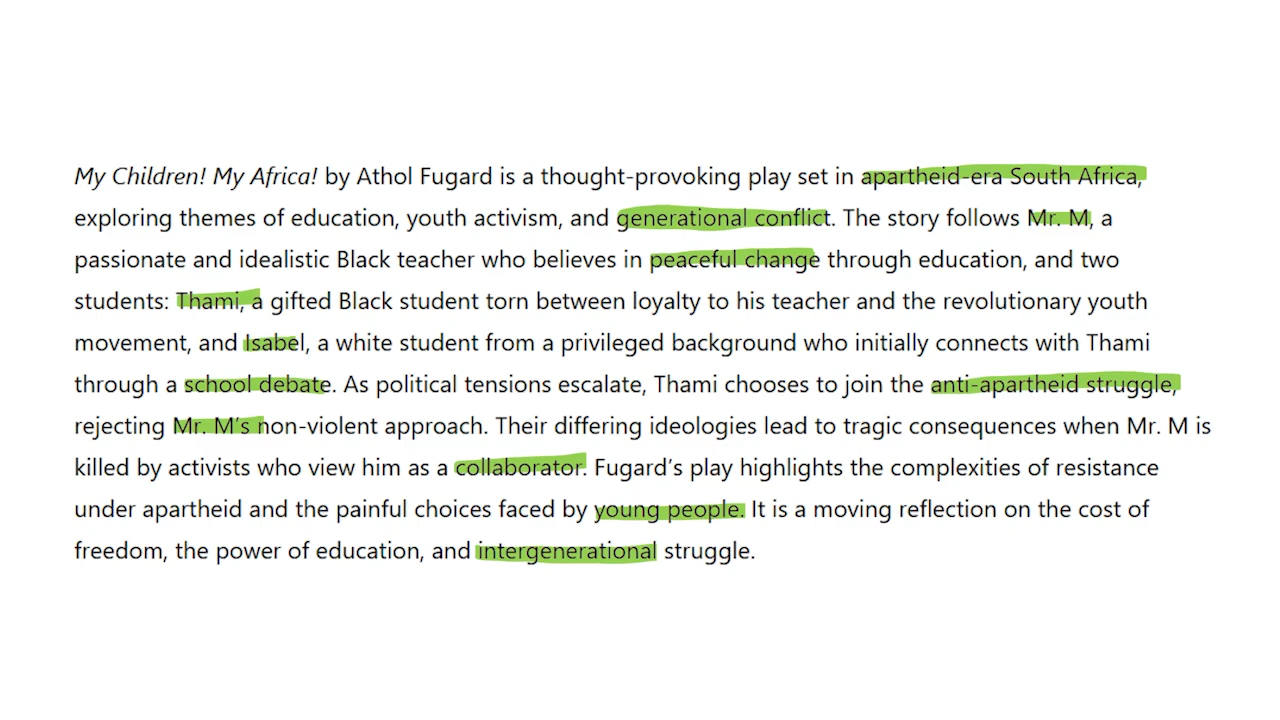 My Children! My Africa! by Athol Fugard is a thought-provoking play set in apartheid-era South Africa,
exploring themes of education, youth activism, and generational conflict. The story follows Mr. M, a
passionate and idealistic Black teacher who believes in peaceful change through education, and two
students: Thami, a gifted Black student torn between loyalty to his teacher and the revolutionary youth
movement, and Isabel, a white student from a privileged background who initially connects with Thami
through a school debate. As political tensions escalate, Thami chooses to join the anti-apartheid struggle,
rejecting Mr. M’s non-violent approach. Their differing ideologies lead to tragic consequences when Mr. M is
killed by activists who view him as a collaborator. Fugard’s play highlights the complexities of resistance
under apartheid and the painful choices faced by young people. It is a moving reflection on the cost of
freedom, the power of education, and intergenerational struggle.